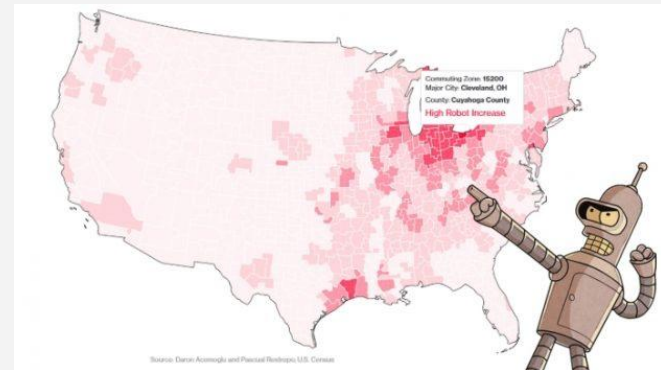 Commuting Zone: 15200
Major City: Cleveland, OH
County: Cuyahoga County
High Robot Increase
Source: Daron Acemoglu and Pascual Restrepo; U.S. Census